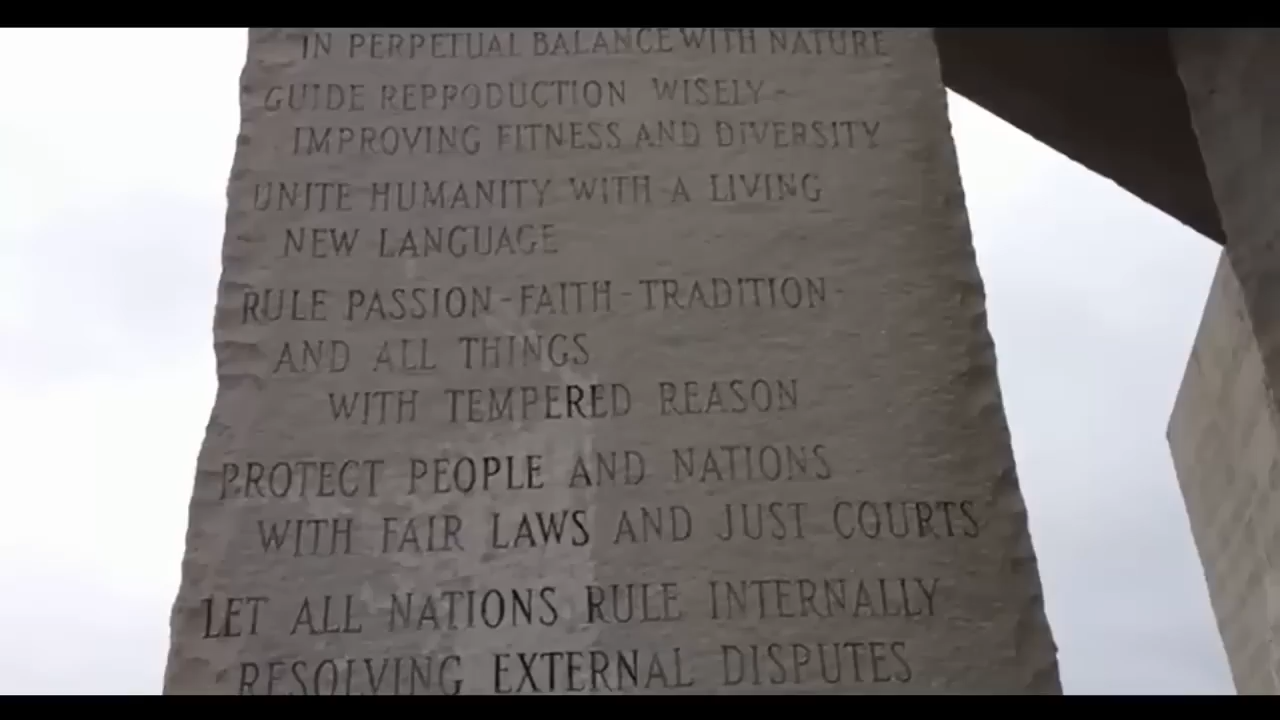 IN PERPETUAL BALANCE WITH NATURE
GUIDE REPRODUCTION WISELY -
IMPROVING FITNESS AND DIVERSITY
UNITE HUMANITY WITH A LIVING
NEW LANGUAGE
RULE PASSION - FAITH - TRADITION -
AND ALL THINGS
WITH TEMPERED REASON
PROTECT PEOPLE AND NATIONS
WITH FAIR LAWS AND JUST COURTS
LET ALL NATIONS RULE INTERNALLY
RESOLVING EXTERNAL DISPUTES